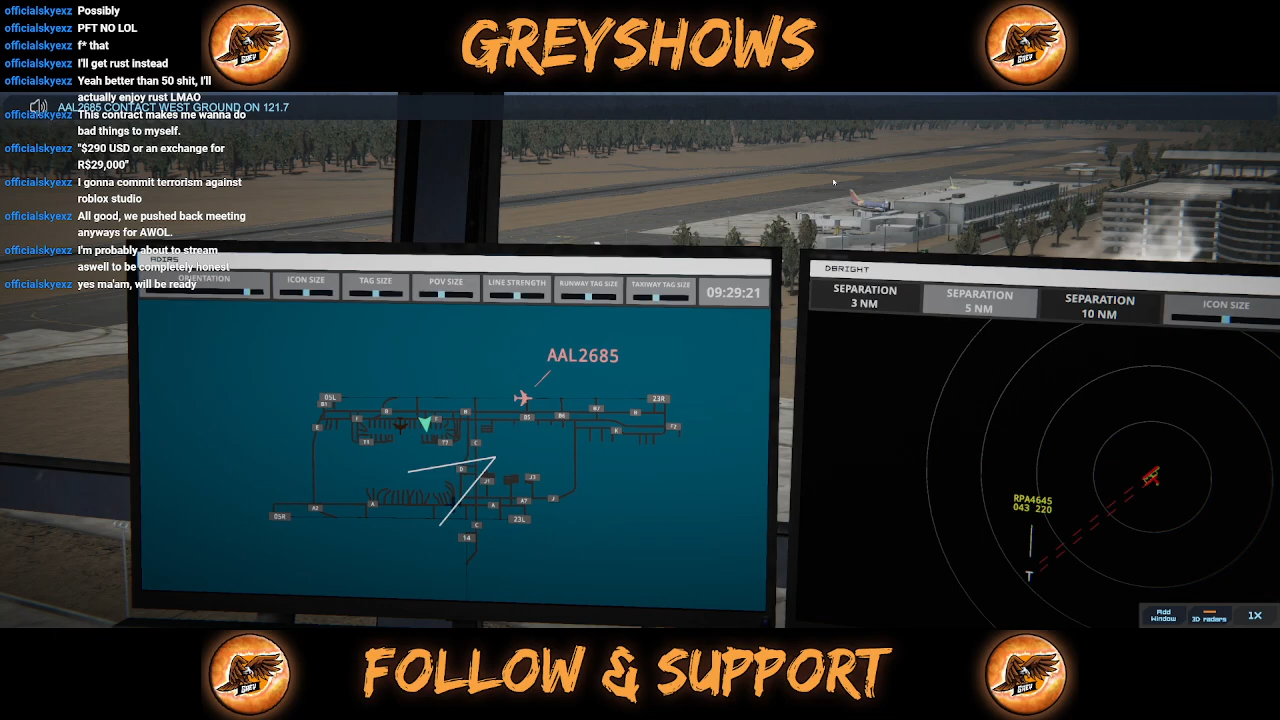 officialskyexz Possibly
officialskyexz PFT NO LOL
officialskyexz f* that
officialskyexz I'll get rust instead
officialskyexz Yeah better than 50 shit, I'll
actually enjoy rust LMAO
officialskyexz This contract makes me wanna do
bad things to myself.
officialskyexz "$290 USD or an exchange for
R$29,000"
officialskyexz I gonna commit terrorism against
roblox studio
officialskyexz All good, we pushed back meeting
anyways for AWOL.
officialskyexz I'm probably about to stream
aswell to be completely honest
officialskyexz yes ma'am, will be ready
GREYSHOWS
GREY
GREY
AAL2685 CONTACT WEST GROUND ON 121.7
ADIRS
ORIENTATION
ICON SIZE
TAG SIZE
POV SIZE
LINE STRENGTH
RUNWAY TAG SIZE
TAXIWAY TAG SIZE
09:29:21
AAL2685
05L
23R
05R
23L
14
DBRIGHT
SEPARATION
3 NM
SEPARATION
5 NM
SEPARATION
10 NM
ICON SIZE
RPA4645
043 220
T
Add
Window
3D radars
1X
FOLLOW & SUPPORT
GREY
GREY